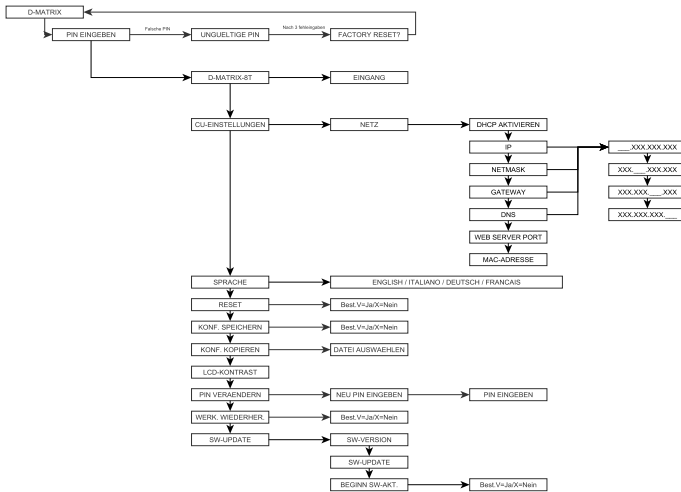 D-MATRIX
PIN EINGEBEN
Falsche PIN
UNGUELTIGE PIN
Nach 3 fehleingaben
FACTORY RESET?
D-MATRIX-8T
EINGANG
CU-EINSTELLUNGEN
NETZ
DHCP AKTIVIEREN
IP
___.XXX.XXX.XXX
NETMASK
XXX.___.XXX.XXX
GATEWAY
XXX.XXX.___.XXX
DNS
XXX.XXX.XXX.___
WEB SERVER PORT
MAC-ADRESSE
SPRACHE
ENGLISH / ITALIANO / DEUTSCH / FRANCAIS
RESET
Best.V=Ja/X=Nein
KONF. SPEICHERN
Best.V=Ja/X=Nein
KONF. KOPIEREN
DATEI AUSWAEHLEN
LCD-KONTRAST
PIN VERAENDERN
NEU PIN EINGEBEN
PIN EINGEBEN
WERK. WIEDERHER.
Best.V=Ja/X=Nein
SW-UPDATE
SW-VERSION
SW-UPDATE
BEGINN SW-AKT.
Best.V=Ja/X=Nein